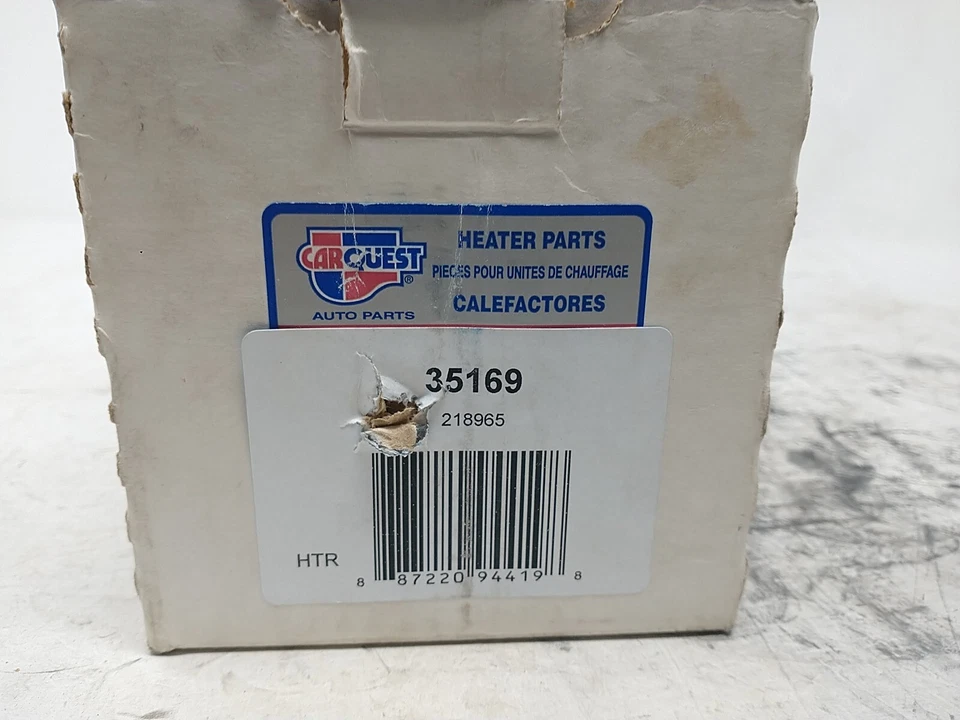 CARQUEST®
AUTO PARTS
HEATER PARTS
PIECES POUR UNITES DE CHAUFFAGE
CALEFACTORES
35169
218965
HTR
8 87220 94419 8